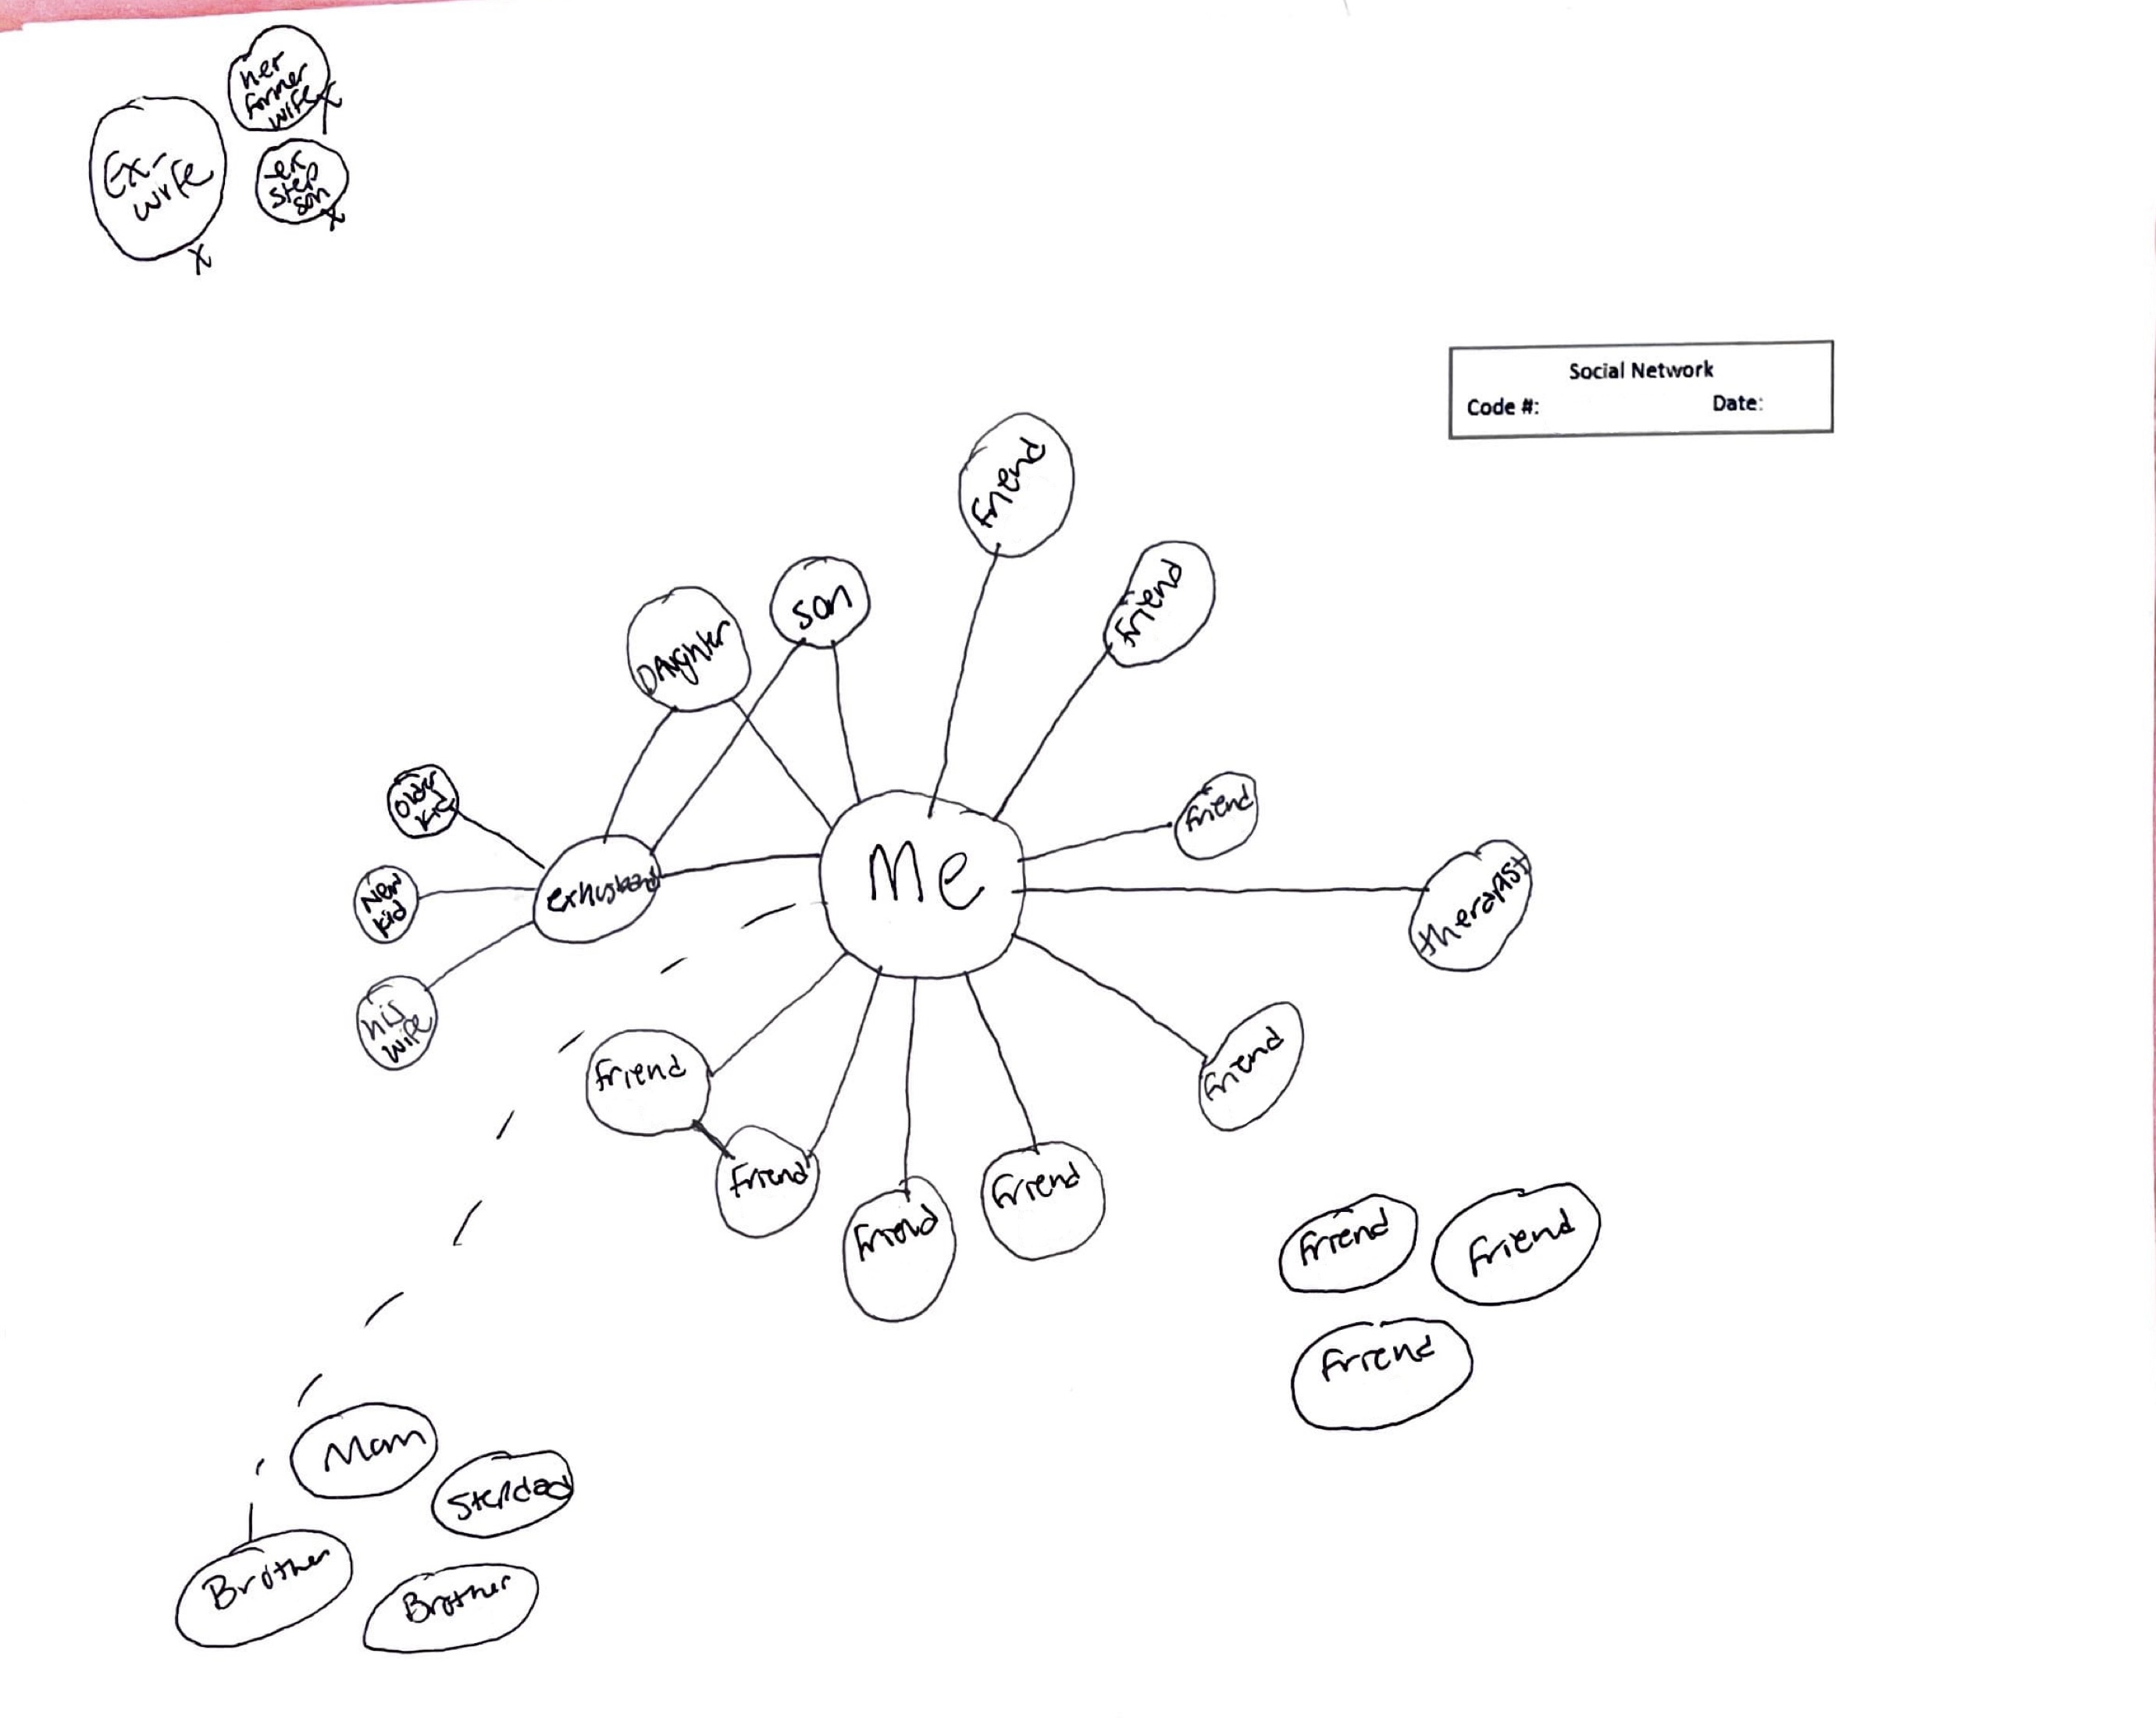 her
former
wife
x
Ex-
wife
x
ex
step
son
x
Social Network
Code #:
Date:
Friend
Friend
son
DAughter
Older
kid
New
kid
his
wife
exhusband
Me
Friend
therapist
Friend
Friend
Friend
Friend
Friend
Friend
Friend
Friend
Mom
Stepdad
Brother
Brother